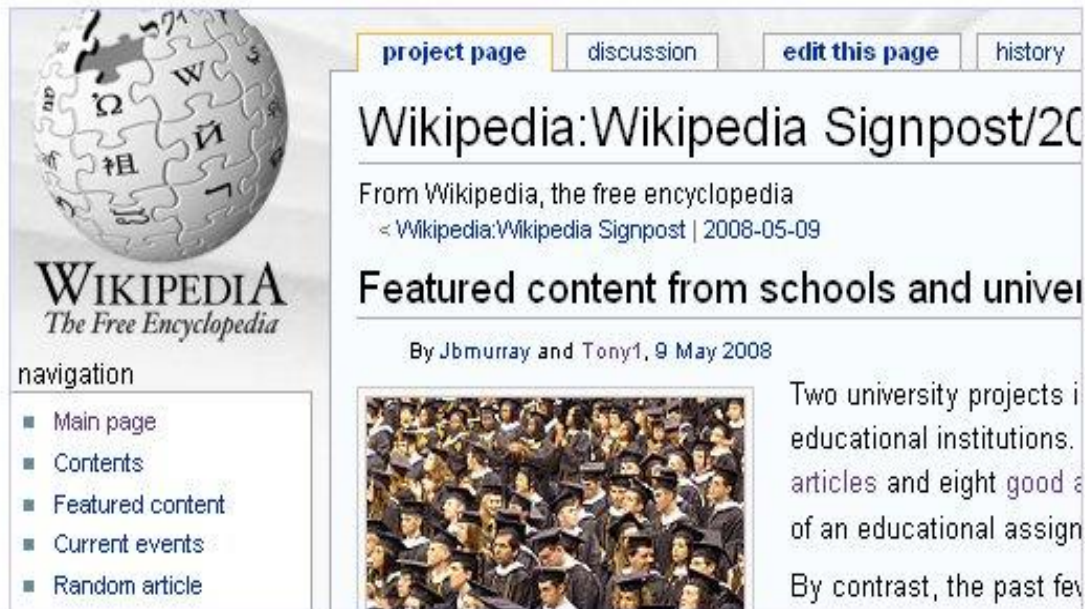 project page
discussion
edit this page
history
W
Ω
И
祖
WIKIPEDIA
The Free Encyclopedia
navigation
Main page
Contents
Featured content
Current events
Random article
Wikipedia:Wikipedia Signpost/20
From Wikipedia, the free encyclopedia
< Wikipedia:Wikipedia Signpost | 2008-05-09
Featured content from schools and univer
By Jbmurray and Tony1, 9 May 2008
Two university projects i
educational institutions.
articles and eight good a
of an educational assign
By contrast, the past few